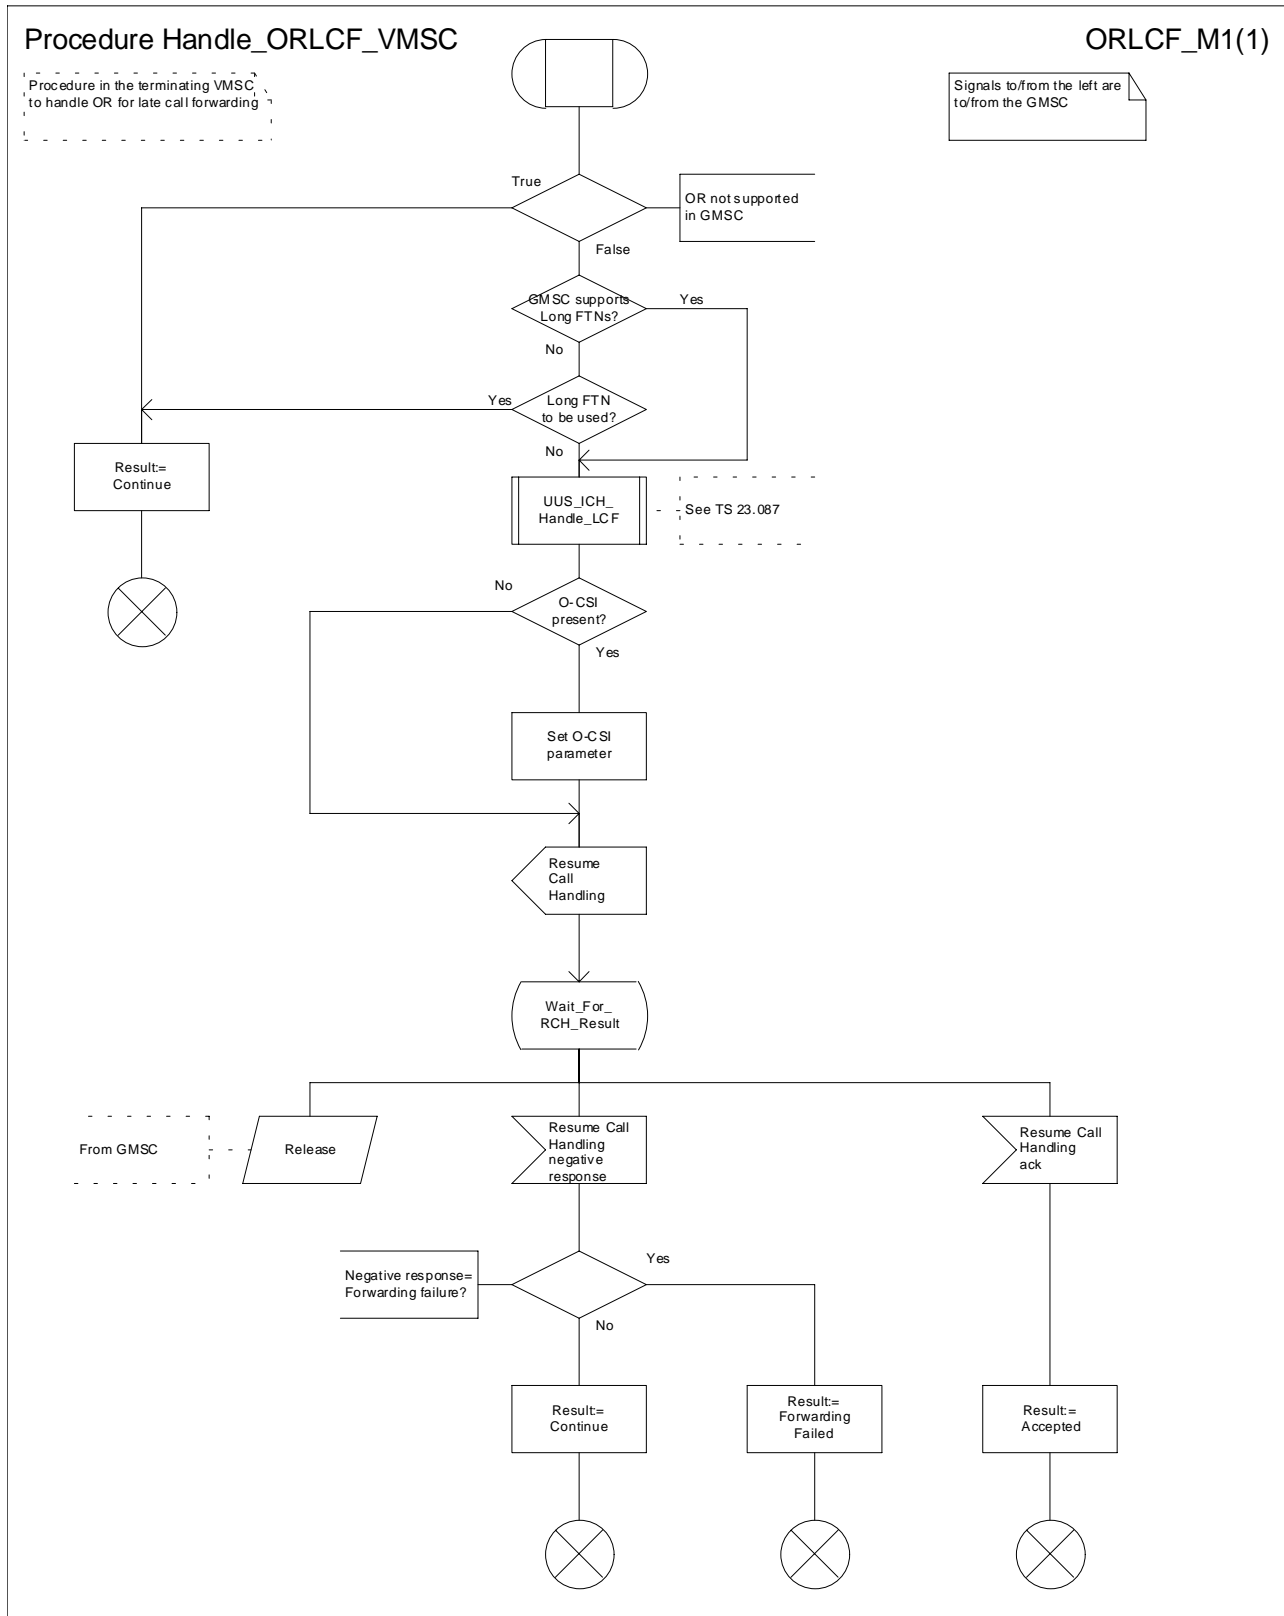 Procedure Handle_ORLCF_VMSC
ORLCF_M1(1)
Procedure in the terminating VMSC
to handle OR for late call forwarding
Signals to/from the left are
to/from the GMSC
True
OR not supported
in GMSC
False
GMSC supports
Long FTNs?
Yes
No
Yes
Long FTN
to be used?
No
Result:=
Continue
UUS_ICH_
Handle_LCF
See TS 23.087
No
O-CSI
present?
Yes
Set O-CSI
parameter
Resume
Call
Handling
Wait_For_
RCH_Result
From GMSC
Release
Resume Call
Handling
negative
response
Resume Call
Handling
ack
Negative response=
Forwarding failure?
Yes
No
Result:=
Continue
Result:=
Forwarding
Failed
Result:=
Accepted